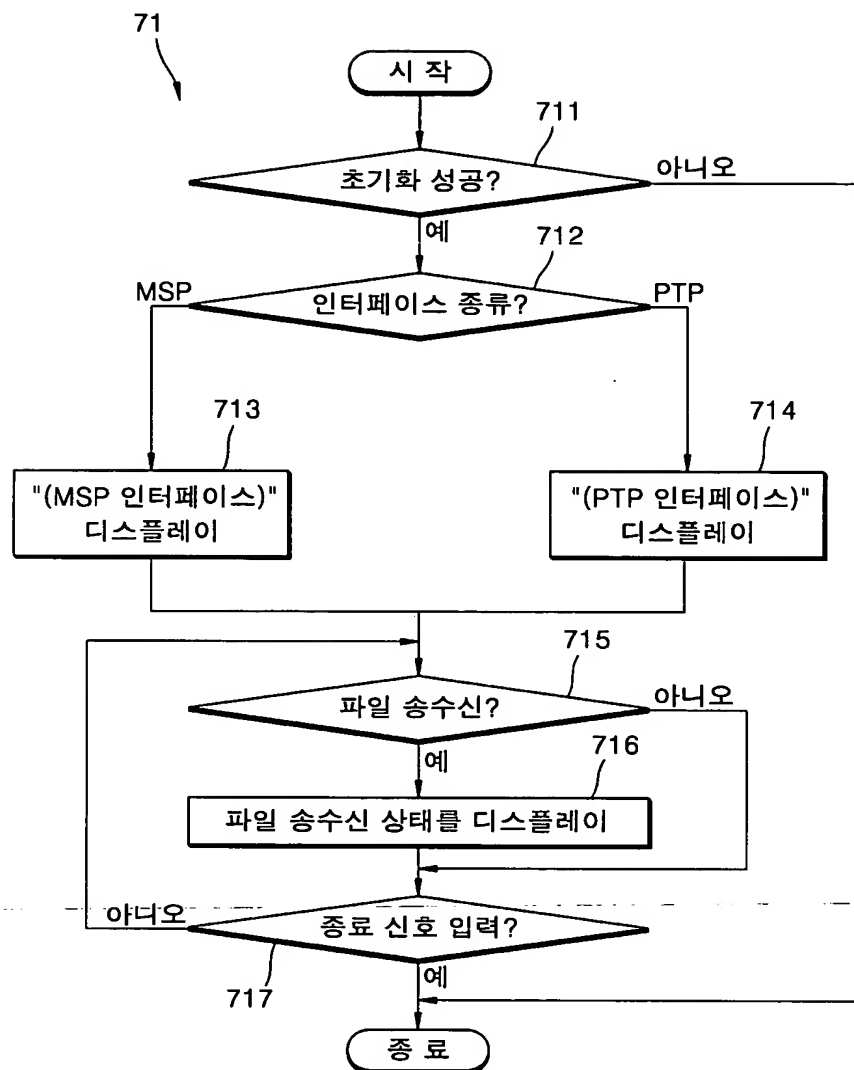 71
시 작
711
초기화 성공?
아니오
예
712
MSP
인터페이스 종류?
PTP
713
"(MSP 인터페이스)"
디스플레이
714
"(PTP 인터페이스)"
디스플레이
715
파일 송수신?
아니오
예
716
파일 송수신 상태를 디스플레이
아니오
종료 신호 입력?
717
예
종 료